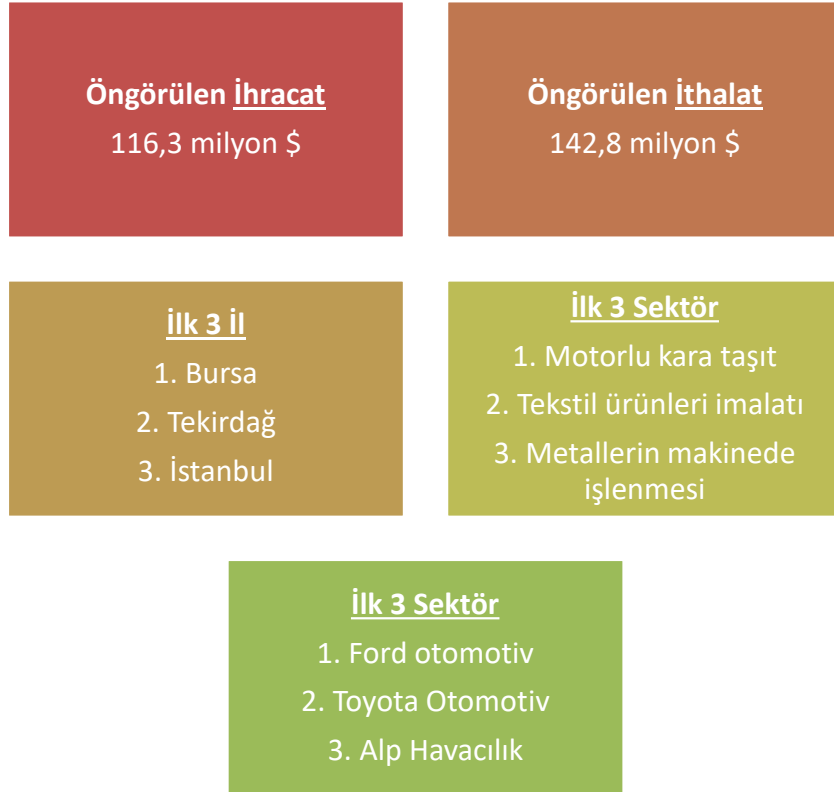 Öngörülen İhracat
116,3 milyon $
Öngörülen İthalat
142,8 milyon $
İlk 3 İl
1. Bursa
2. Tekirdağ
3. İstanbul
İlk 3 Sektör
1. Motorlu kara taşıt
2. Tekstil ürünleri imalatı
3. Metallerin makinede
işlenmesi
İlk 3 Sektör
1. Ford otomotiv
2. Toyota Otomotiv
3. Alp Havacılık